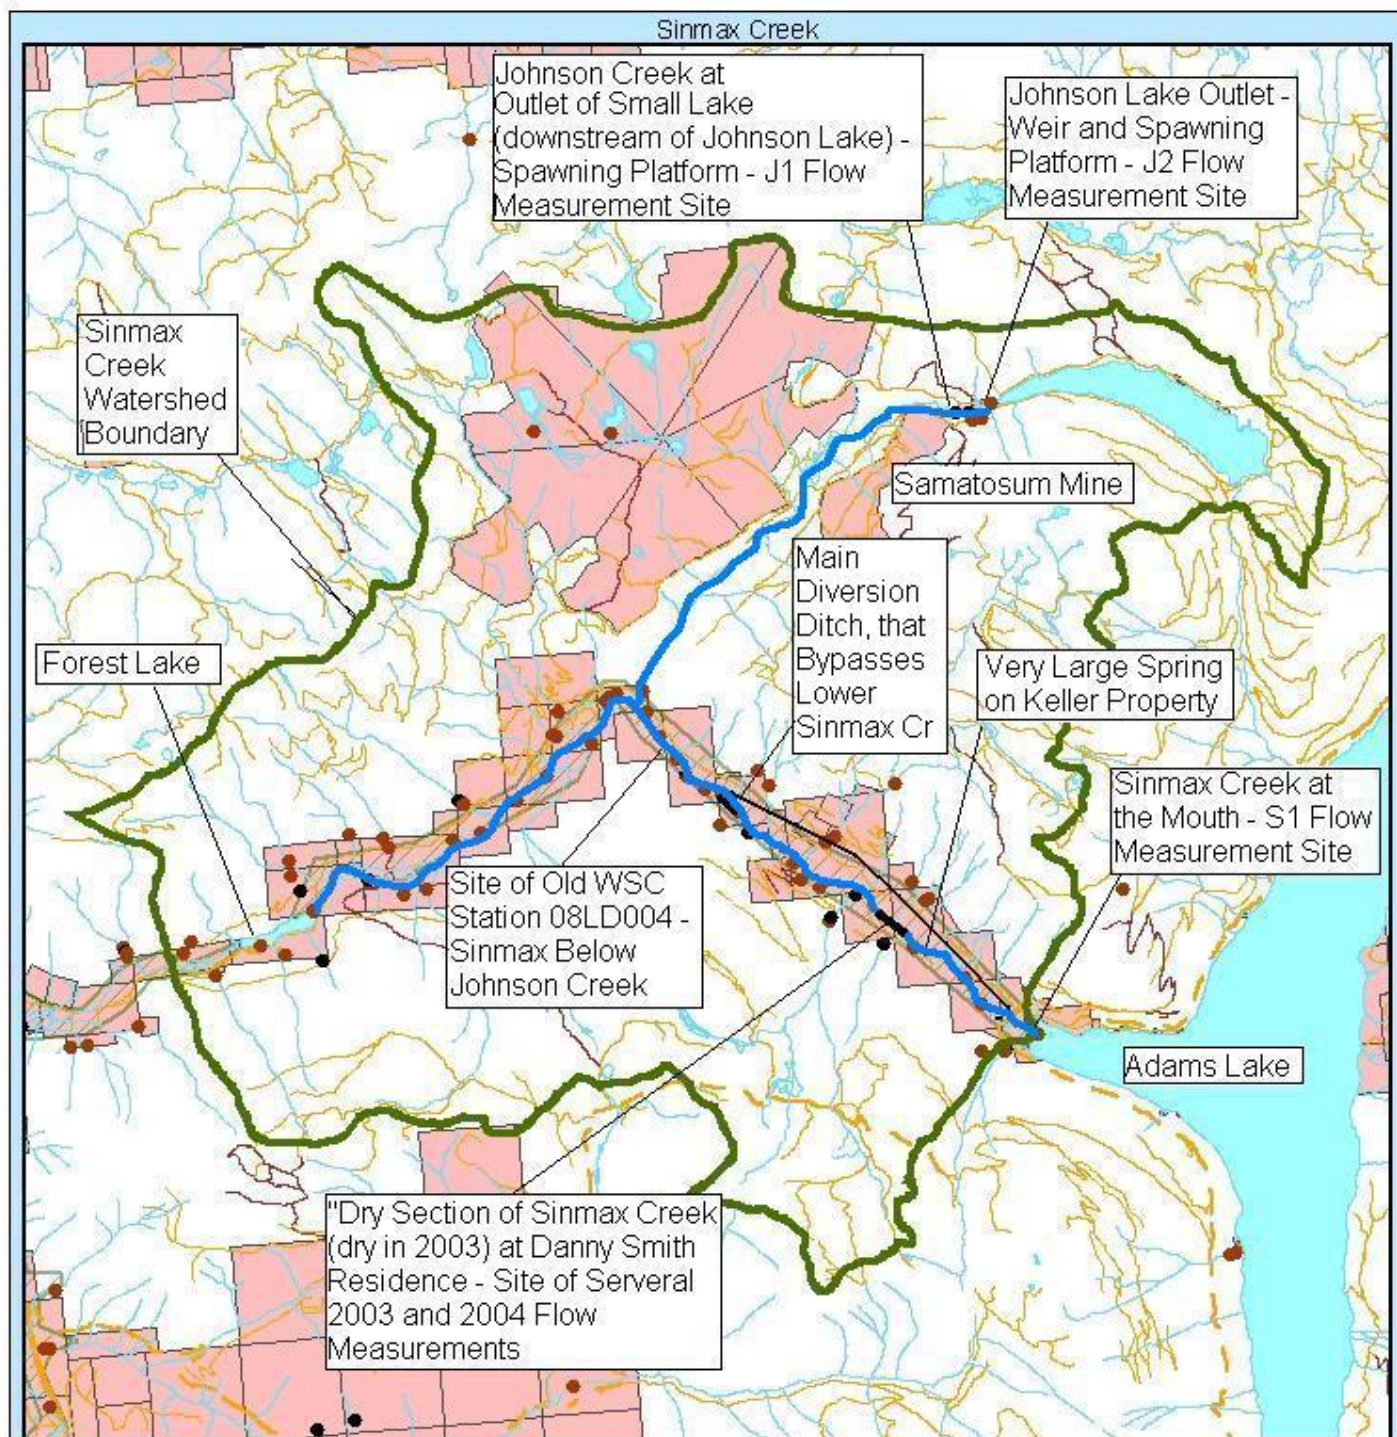 Sinmax Creek
Johnson Creek at
Outlet of Small Lake
(downstream of Johnson Lake) -
Spawning Platform - J1 Flow
Measurement Site
Johnson Lake Outlet -
Weir and Spawning
Platform - J2 Flow
Measurement Site
Sinmax
Creek
Watershed
Boundary
Samatosum Mine
Main
Diversion
Ditch, that
Bypasses
Lower
Sinmax Cr
Forest Lake
Very Large Spring
on Keller Property
Sinmax Creek at
the Mouth - S1 Flow
Measurement Site
Site of Old WSC
Station 08LD004 -
Sinmax Below
Johnson Creek
Adams Lake
"Dry Section of Sinmax Creek
(dry in 2003) at Danny Smith
Residence - Site of Serveral
2003 and 2004 Flow
Measurements